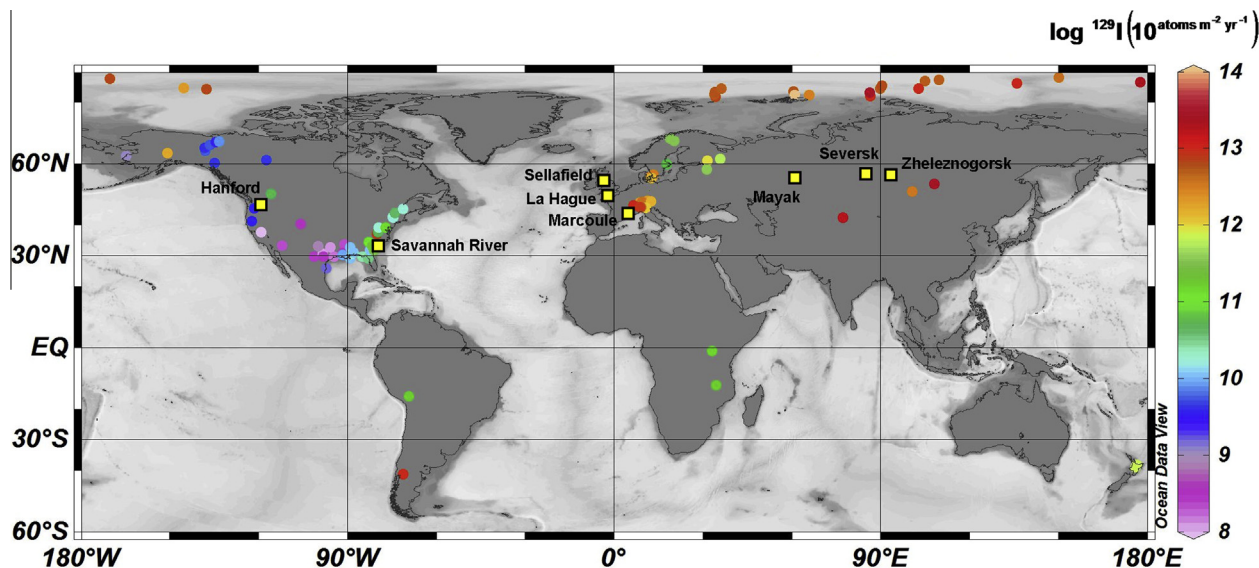 log ¹²⁹I (10^atoms m⁻² yr⁻¹)
14
60°N
Hanford
Sellafield
La Hague
Marcoule
Seversk
Zheleznogorsk
Mayak
13
12
30°N
Savannah River
11
EQ
10
30°S
9
Ocean Data View
60°S
8
180°W
90°W
0°
90°E
180°E